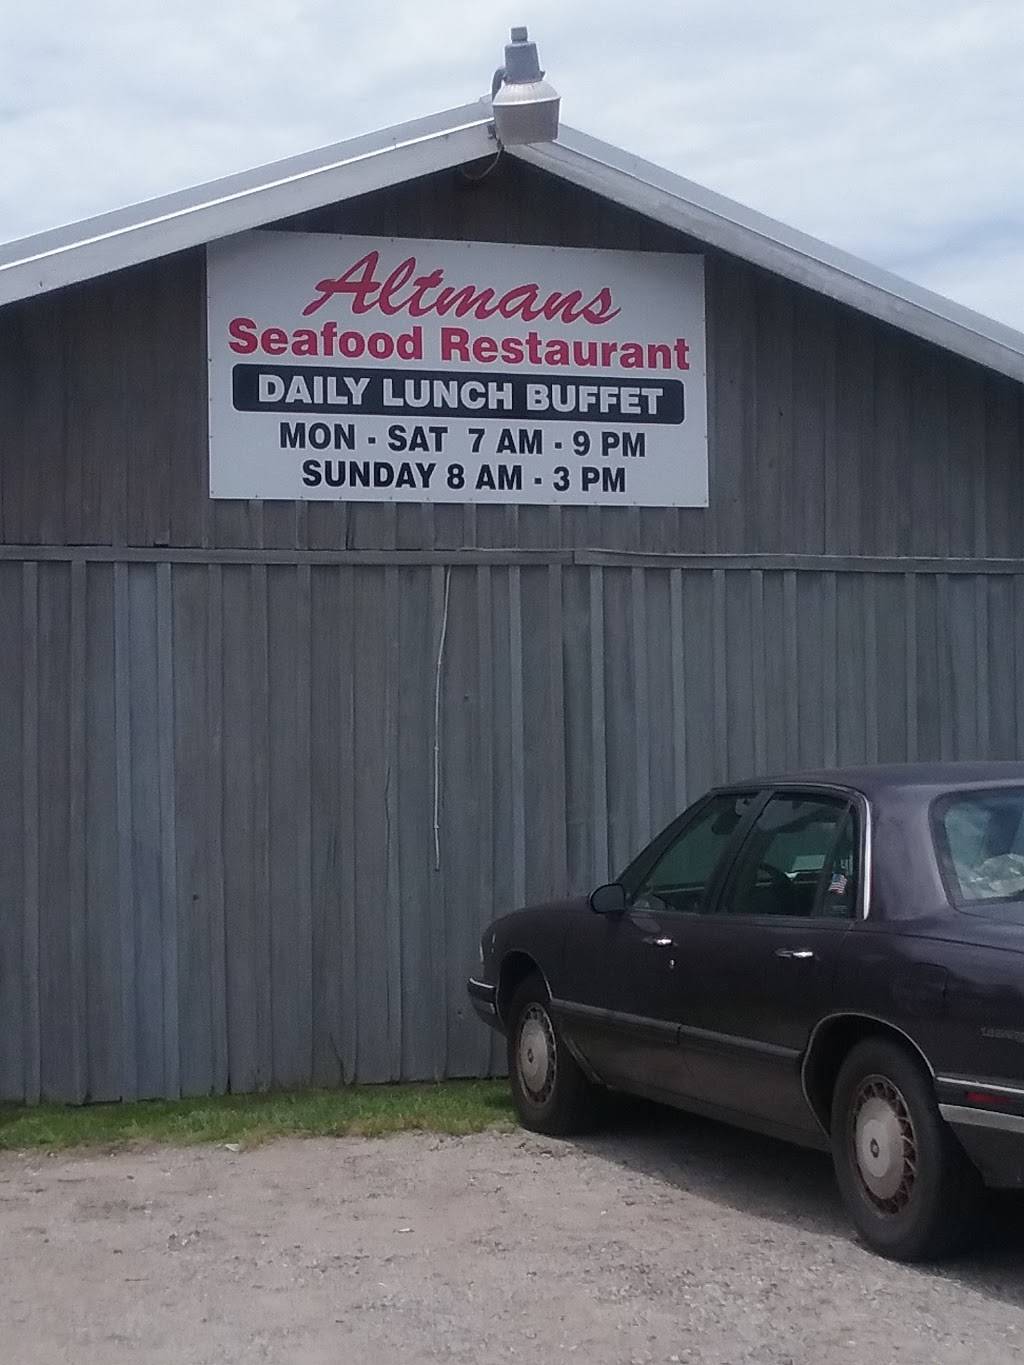 Altmans
Seafood Restaurant
DAILY LUNCH BUFFET
MON - SAT 7 AM - 9 PM
SUNDAY 8 AM - 3 PM